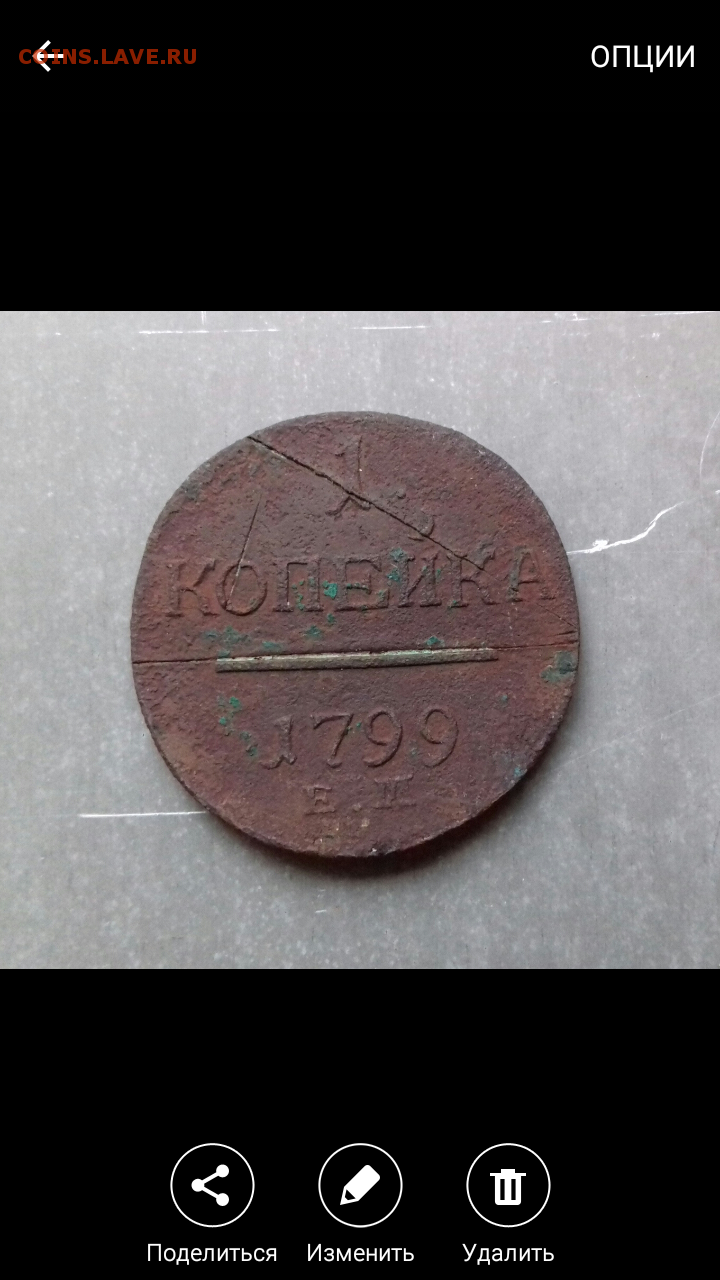 COINS.LAVE.RU
ОПЦИИ
1
КОПЕЙКА
1799
Е.М
Поделиться
Изменить
Удалить